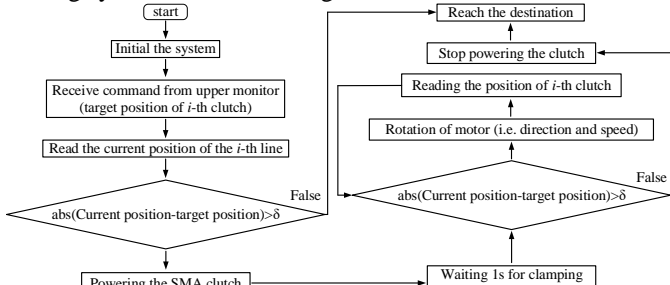 start
Initial the system
Receive command from upper monitor
(target position of i-th clutch)
Read the current position of the i-th line
abs(Current position-target position)>δ
False
Powering the SMA clutch
Waiting 1s for clamping
abs(Current position-target position)>δ
False
Rotation of motor (i.e. direction and speed)
Reading the position of i-th clutch
Stop powering the clutch
Reach the destination